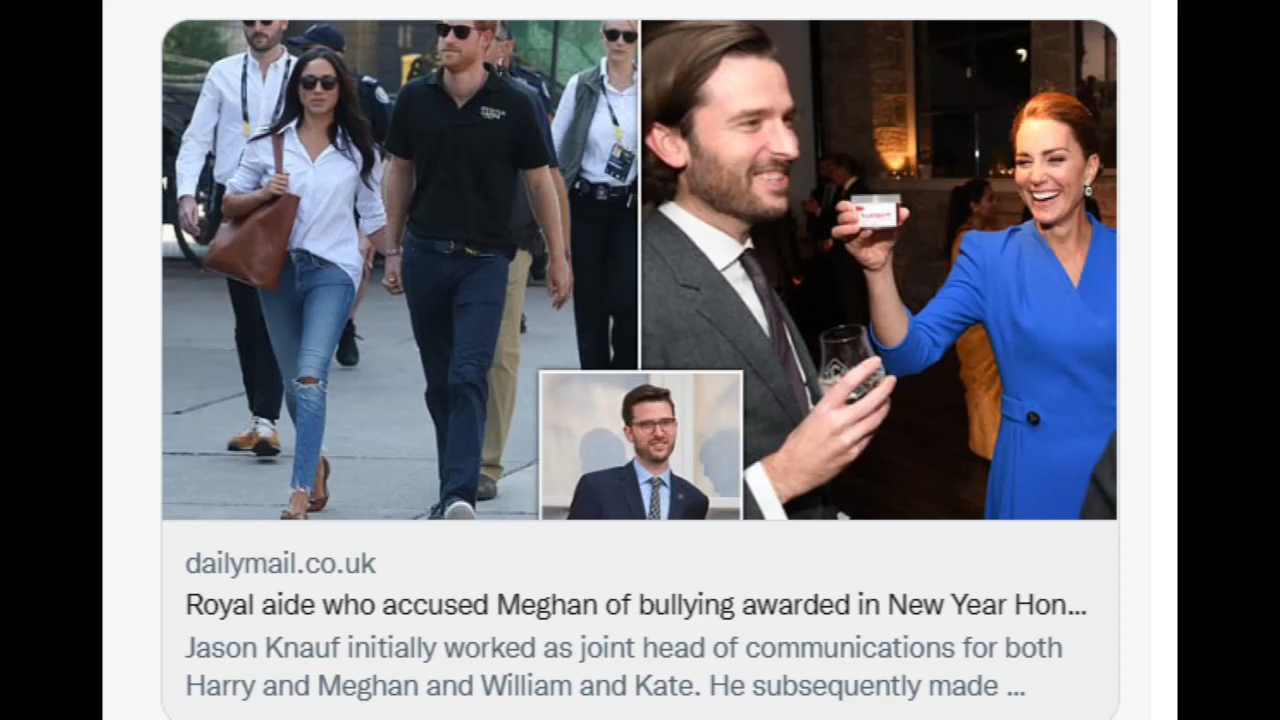 dailymail.co.uk
Royal aide who accused Meghan of bullying awarded in New Year Hon...
Jason Knauf initially worked as joint head of communications for both
Harry and Meghan and William and Kate. He subsequently made ...